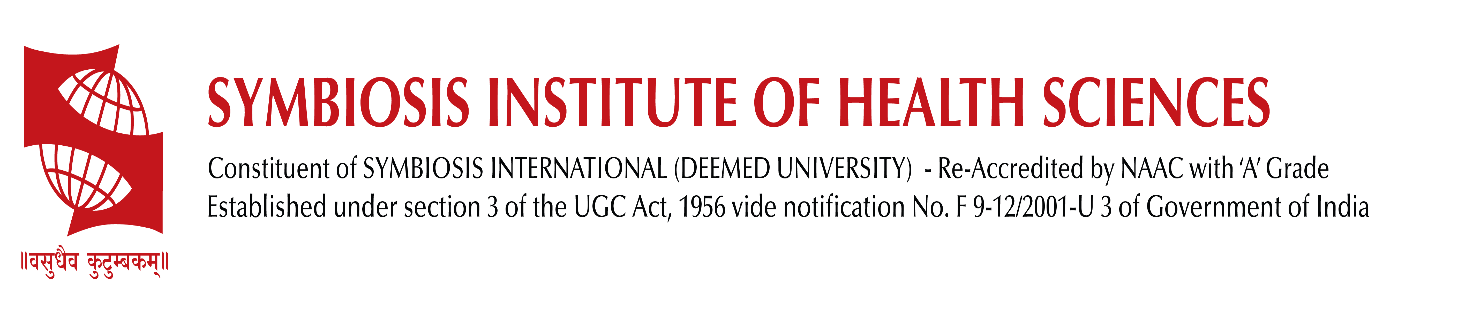 SYMBIOSIS INSTITUTE OF HEALTH SCIENCES
Constituent of SYMBIOSIS INTERNATIONAL (DEEMED UNIVERSITY) - Re-Accredited by NAAC with ‘A’ Grade
Established under section 3 of the UGC Act, 1956 vide notification No. F 9-12/2001-U 3 of Government of India
॥वसुधैव कुटुम्बकम्॥